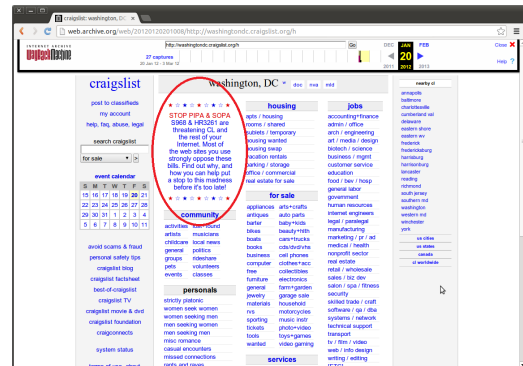 craigslist: washington, DC
web.archive.org/web/20120120201008/http://washingtondc.craigslist.org/h
INTERNET ARCHIVE
WayBackMachine
http://washingtondc.craigslist.org/h
Go
27 captures
20 Jan 12 - 3 Mar 12
DEC
JAN
FEB
20
2011
2012
2013
Close
Help ?
craigslist
post to classifieds
my account
help, faq, abuse, legal
search craigslist
for sale
>
event calendar
S M T W T F S
15 16 17 18 19 20 21
22 23 24 25 26 27 28
29 30 31 1 2 3 4
5 6 7 8 9 10 11
avoid scams & fraud
personal safety tips
craigslist blog
craigslist factsheet
best-of-craigslist
craigslist TV
craigslist movie & dvd
craigslist foundation
craigconnects
system status
washington, DC
doc nva mld
STOP PIPA & SOPA
S968 & HR3261 are
threatening CL and
the rest of your
Internet. Most of
the web sites you use
strongly oppose these
bills. Find out why, and
how you can help put
a stop to this madness
before it's too late!
community
activities lost+found
artists musicians
childcare local news
general politics
groups rideshare
pets volunteers
events classes
personals
strictly platonic
women seek women
women seeking men
men seeking women
men seeking men
misc romance
casual encounters
missed connections
rants and raves
housing
apts / housing
rooms / shared
sublets / temporary
housing wanted
housing swap
vacation rentals
parking / storage
office / commercial
real estate for sale
for sale
appliances arts+crafts
antiques auto parts
barter baby+kids
bikes beauty+hlth
boats cars+trucks
books cds/dvd/vhs
business cell phones
computer clothes+acc
free collectibles
furniture electronics
general farm+garden
jewelry garage sale
materials household
rvs motorcycles
sporting music instr
tickets photo+video
tools toys+games
wanted video gaming
services
jobs
accounting+finance
admin / office
arch / engineering
art / media / design
biotech / science
business / mgmt
customer service
education
food / bev / hosp
general labor
government
human resources
internet engineers
legal / paralegal
manufacturing
marketing / pr / ad
medical / health
nonprofit sector
real estate
retail / wholesale
sales / biz dev
salon / spa / fitness
security
skilled trade / craft
software / qa / dba
systems / network
technical support
transport
tv / film / video
web / info design
writing / editing
nearby cl
annapolis
baltimore
charlottesville
cumberland val
delaware
eastern shore
eastern wv
frederick
fredericksburg
harrisburg
harrisonburg
lancaster
reading
richmond
south jersey
southern md
washington
western md
winchester
york
us cities
us states
canada
cl worldwide